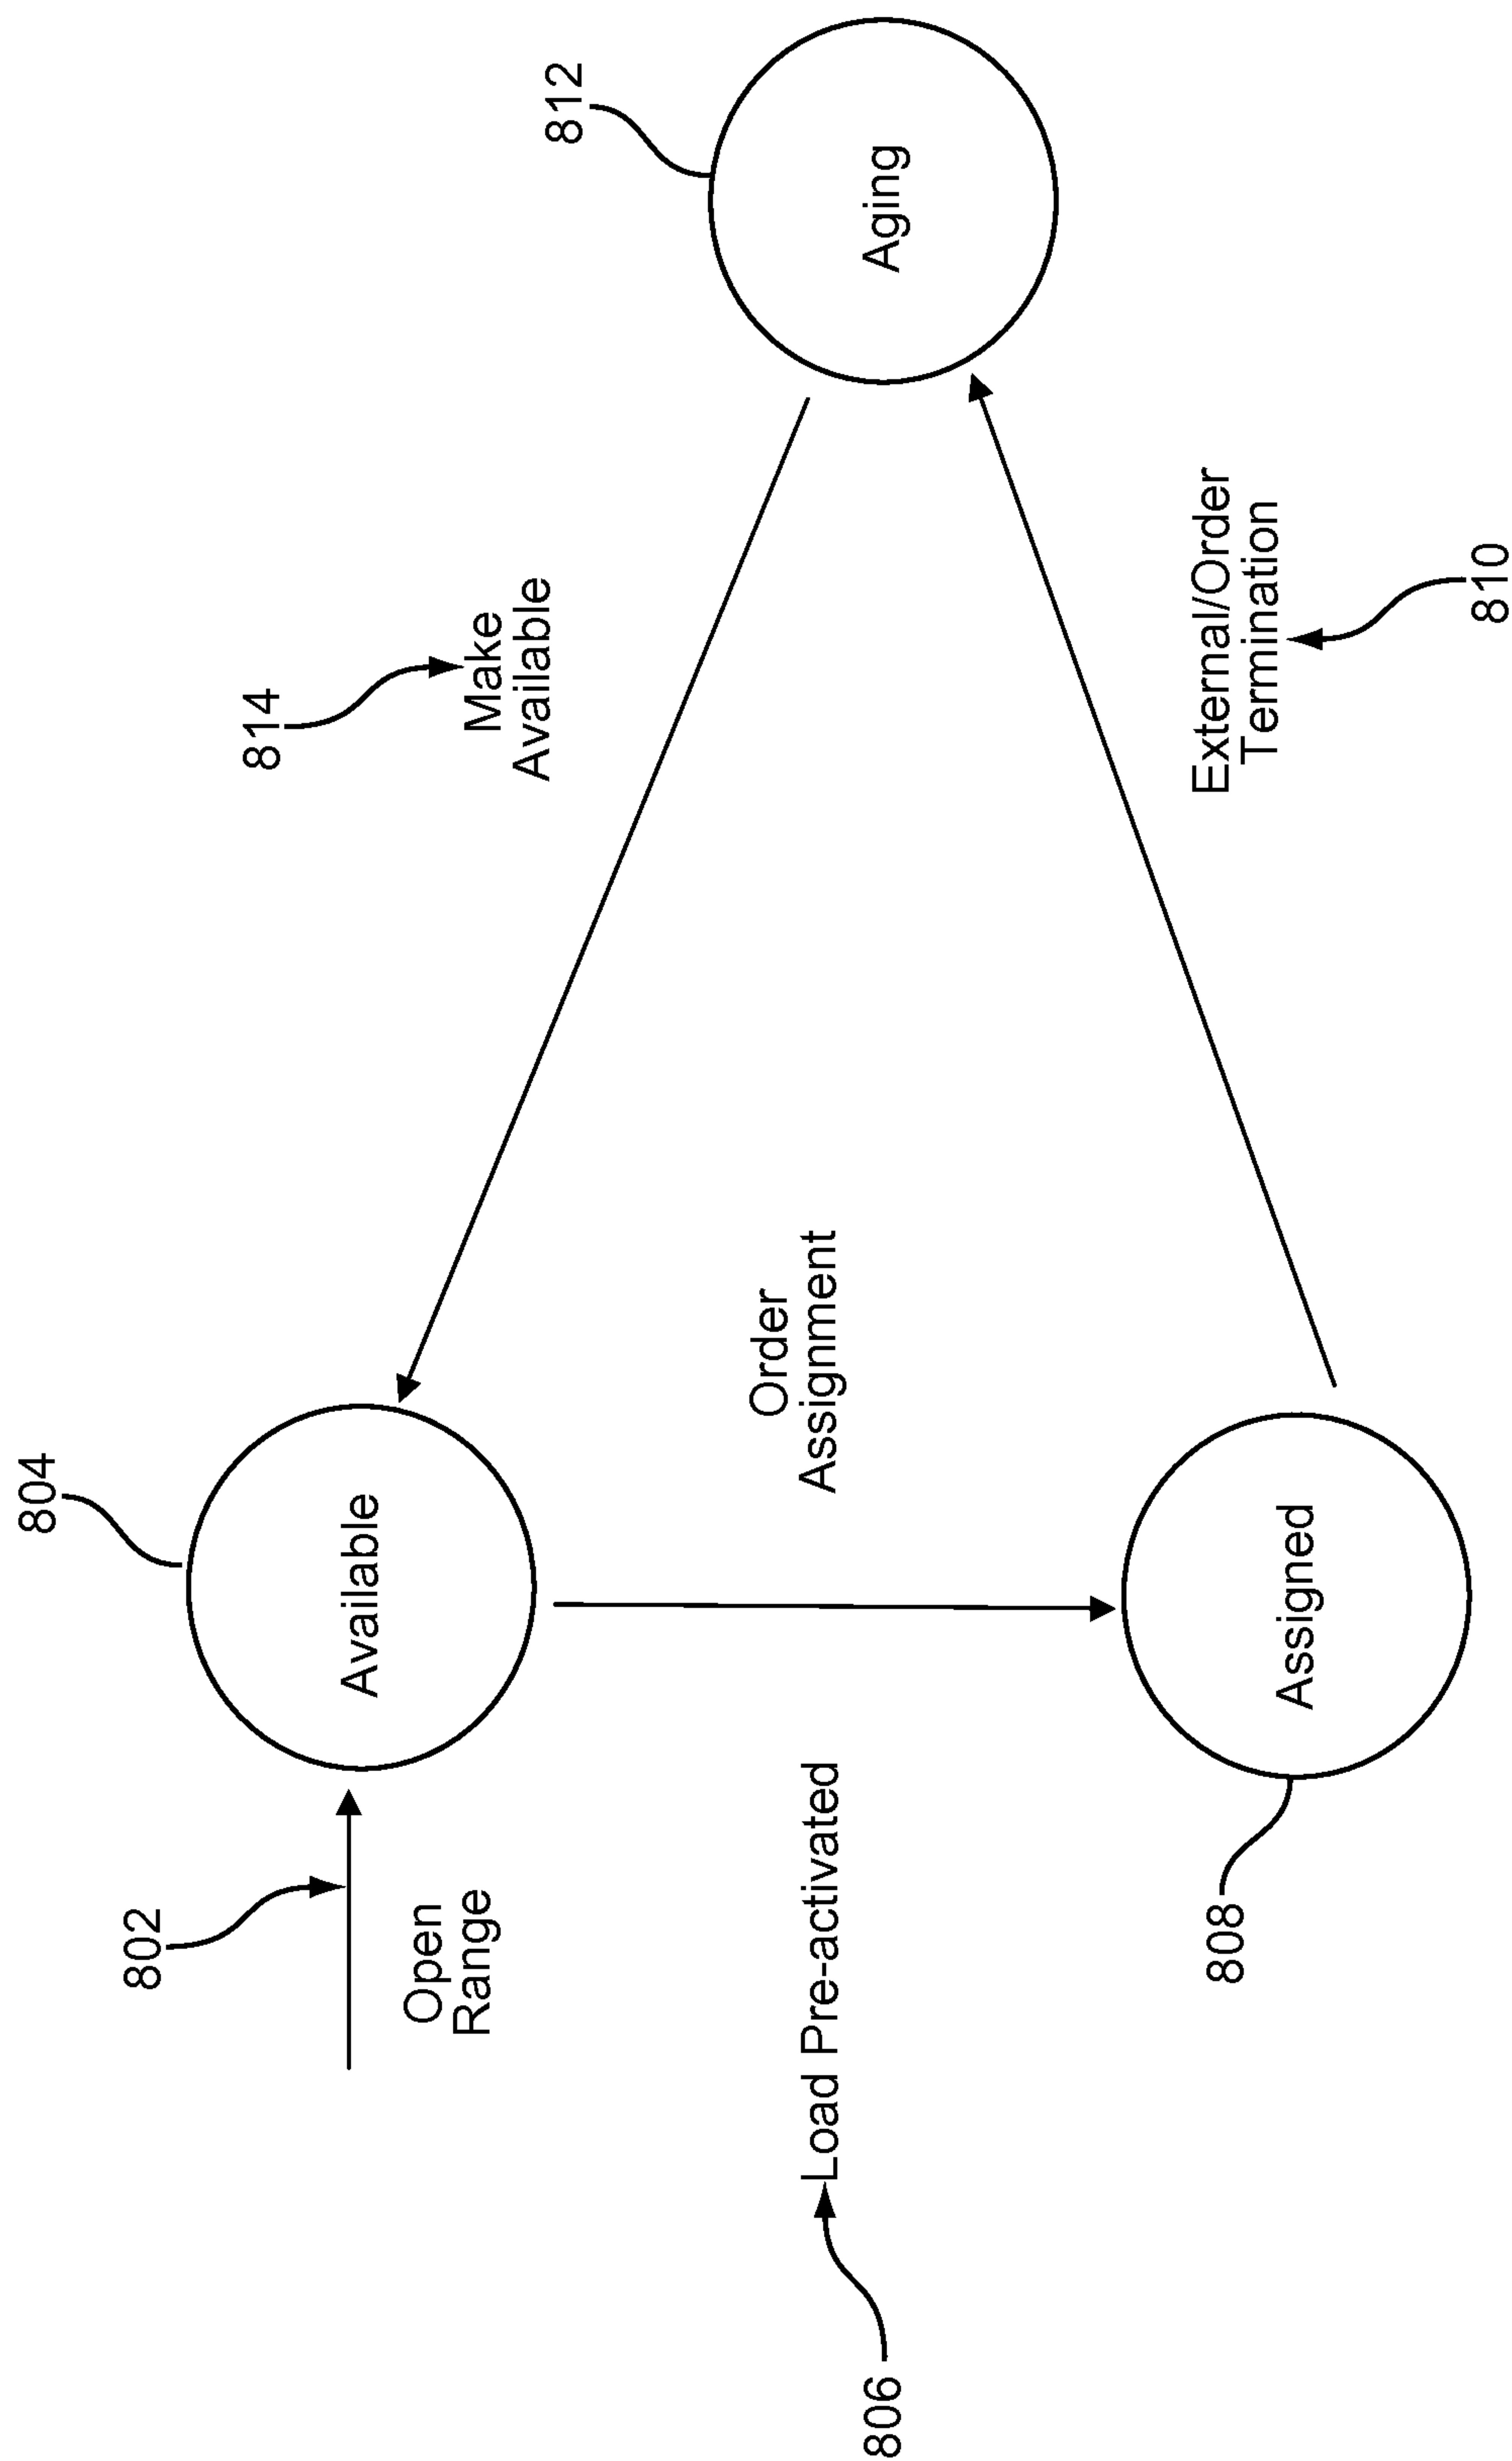 804
802
814
Available
Open
Range
Make
Available
812
Order
Assignment
Load Pre-activated
806
Aging
External/Order
Termination
808
Assigned
810